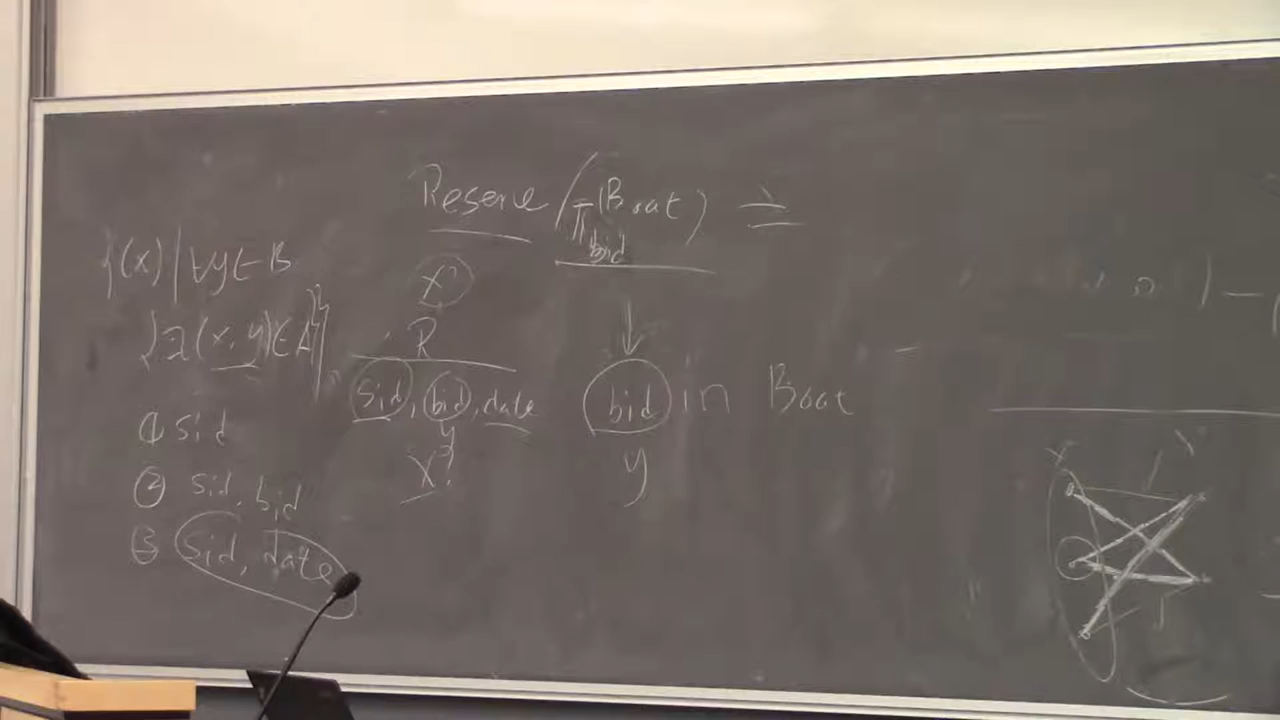 Reserve / (π bid (Boat)) =
{(x) | ∀y ∈ B
∃(x, y) ∈ A}
X?
R
sid, bid, date
y
X?
bid in Boat
y
① sid
② sid, bid
③ sid, date
X Y